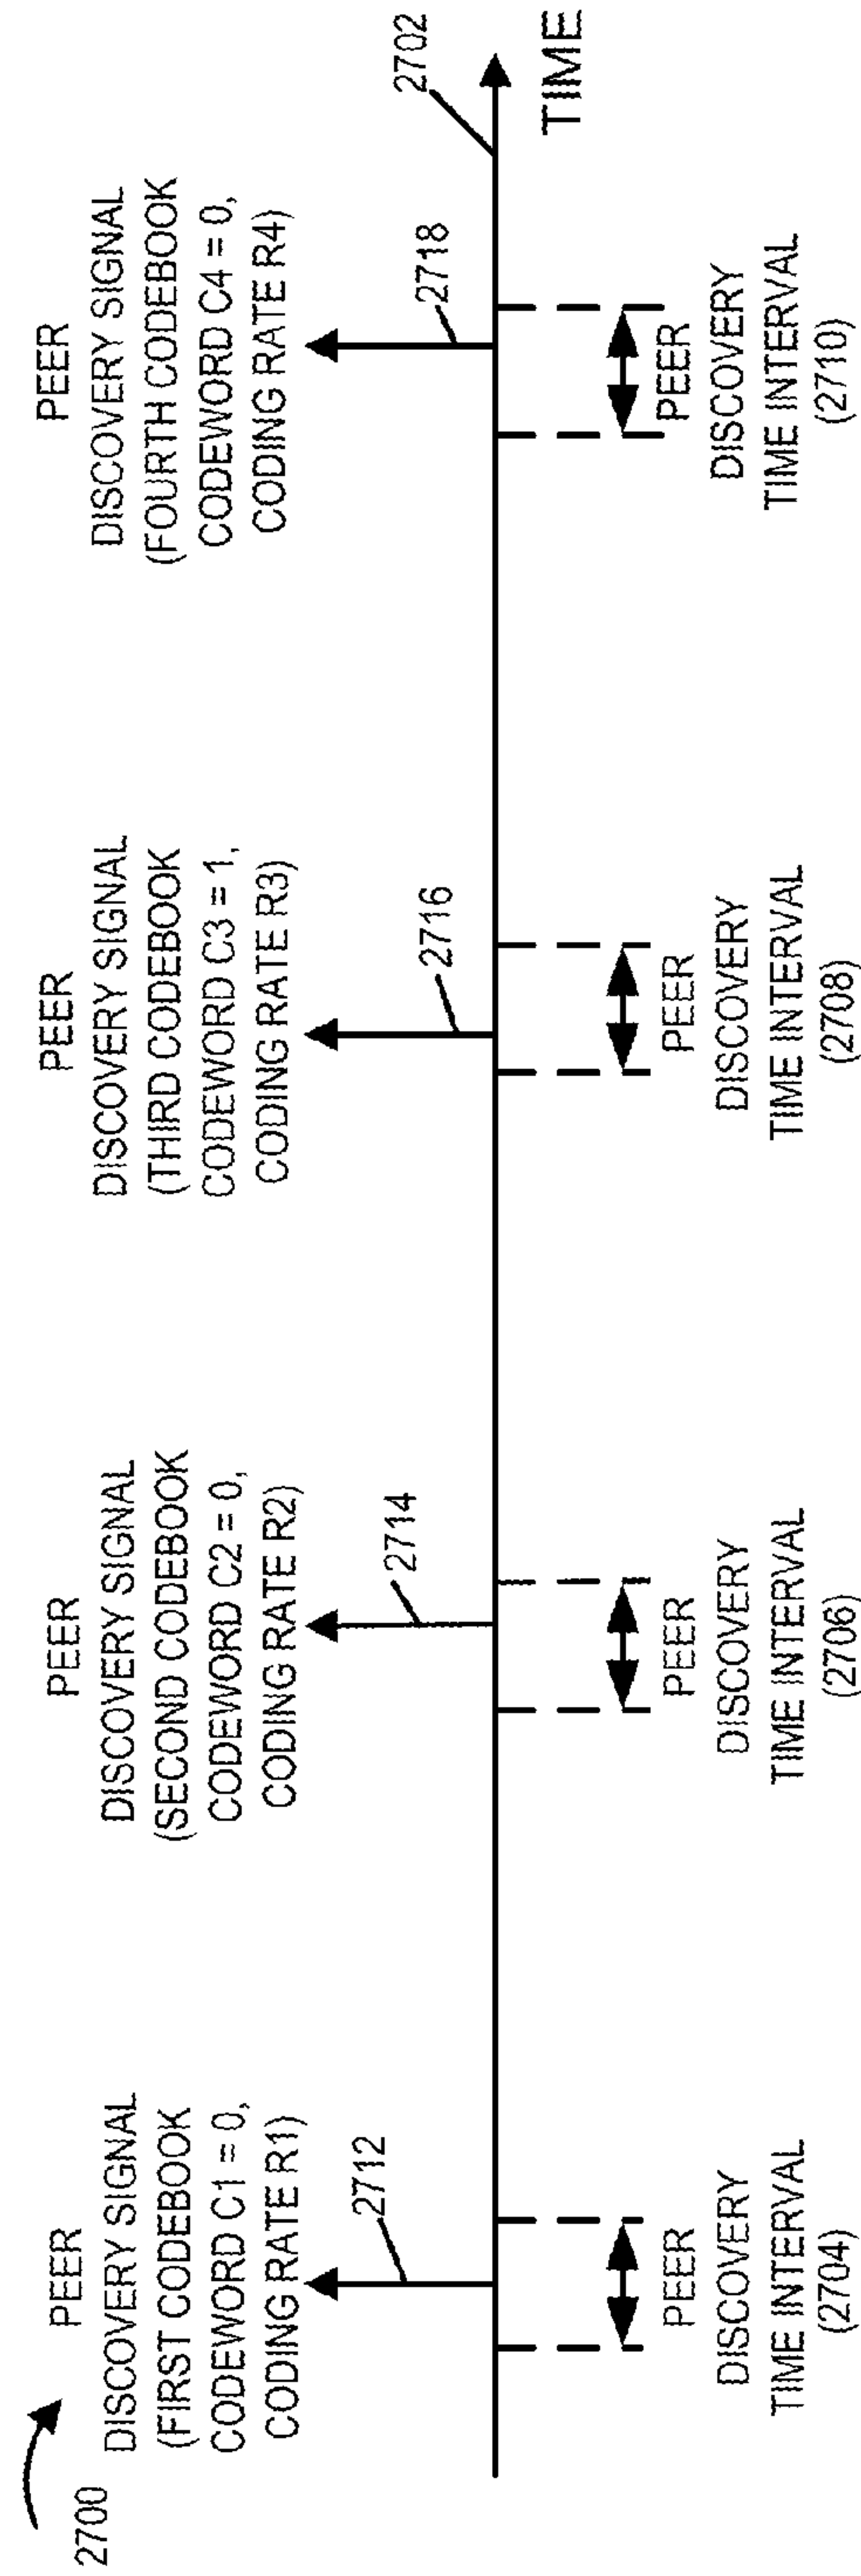 2700
PEER
DISCOVERY SIGNAL
(FIRST CODEBOOK
CODEWORD C1 = 0,
CODING RATE R1)
2712
PEER
DISCOVERY SIGNAL
(SECOND CODEBOOK
CODEWORD C2 = 0,
CODING RATE R2)
2714
PEER
DISCOVERY SIGNAL
(THIRD CODEBOOK
CODEWORD C3 = 1,
CODING RATE R3)
2716
PEER
DISCOVERY SIGNAL
(FOURTH CODEBOOK
CODEWORD C4 = 0,
CODING RATE R4)
2718
2702
TIME
PEER
DISCOVERY
TIME INTERVAL
(2704)
PEER
DISCOVERY
TIME INTERVAL
(2706)
PEER
DISCOVERY
TIME INTERVAL
(2708)
PEER
DISCOVERY
TIME INTERVAL
(2710)